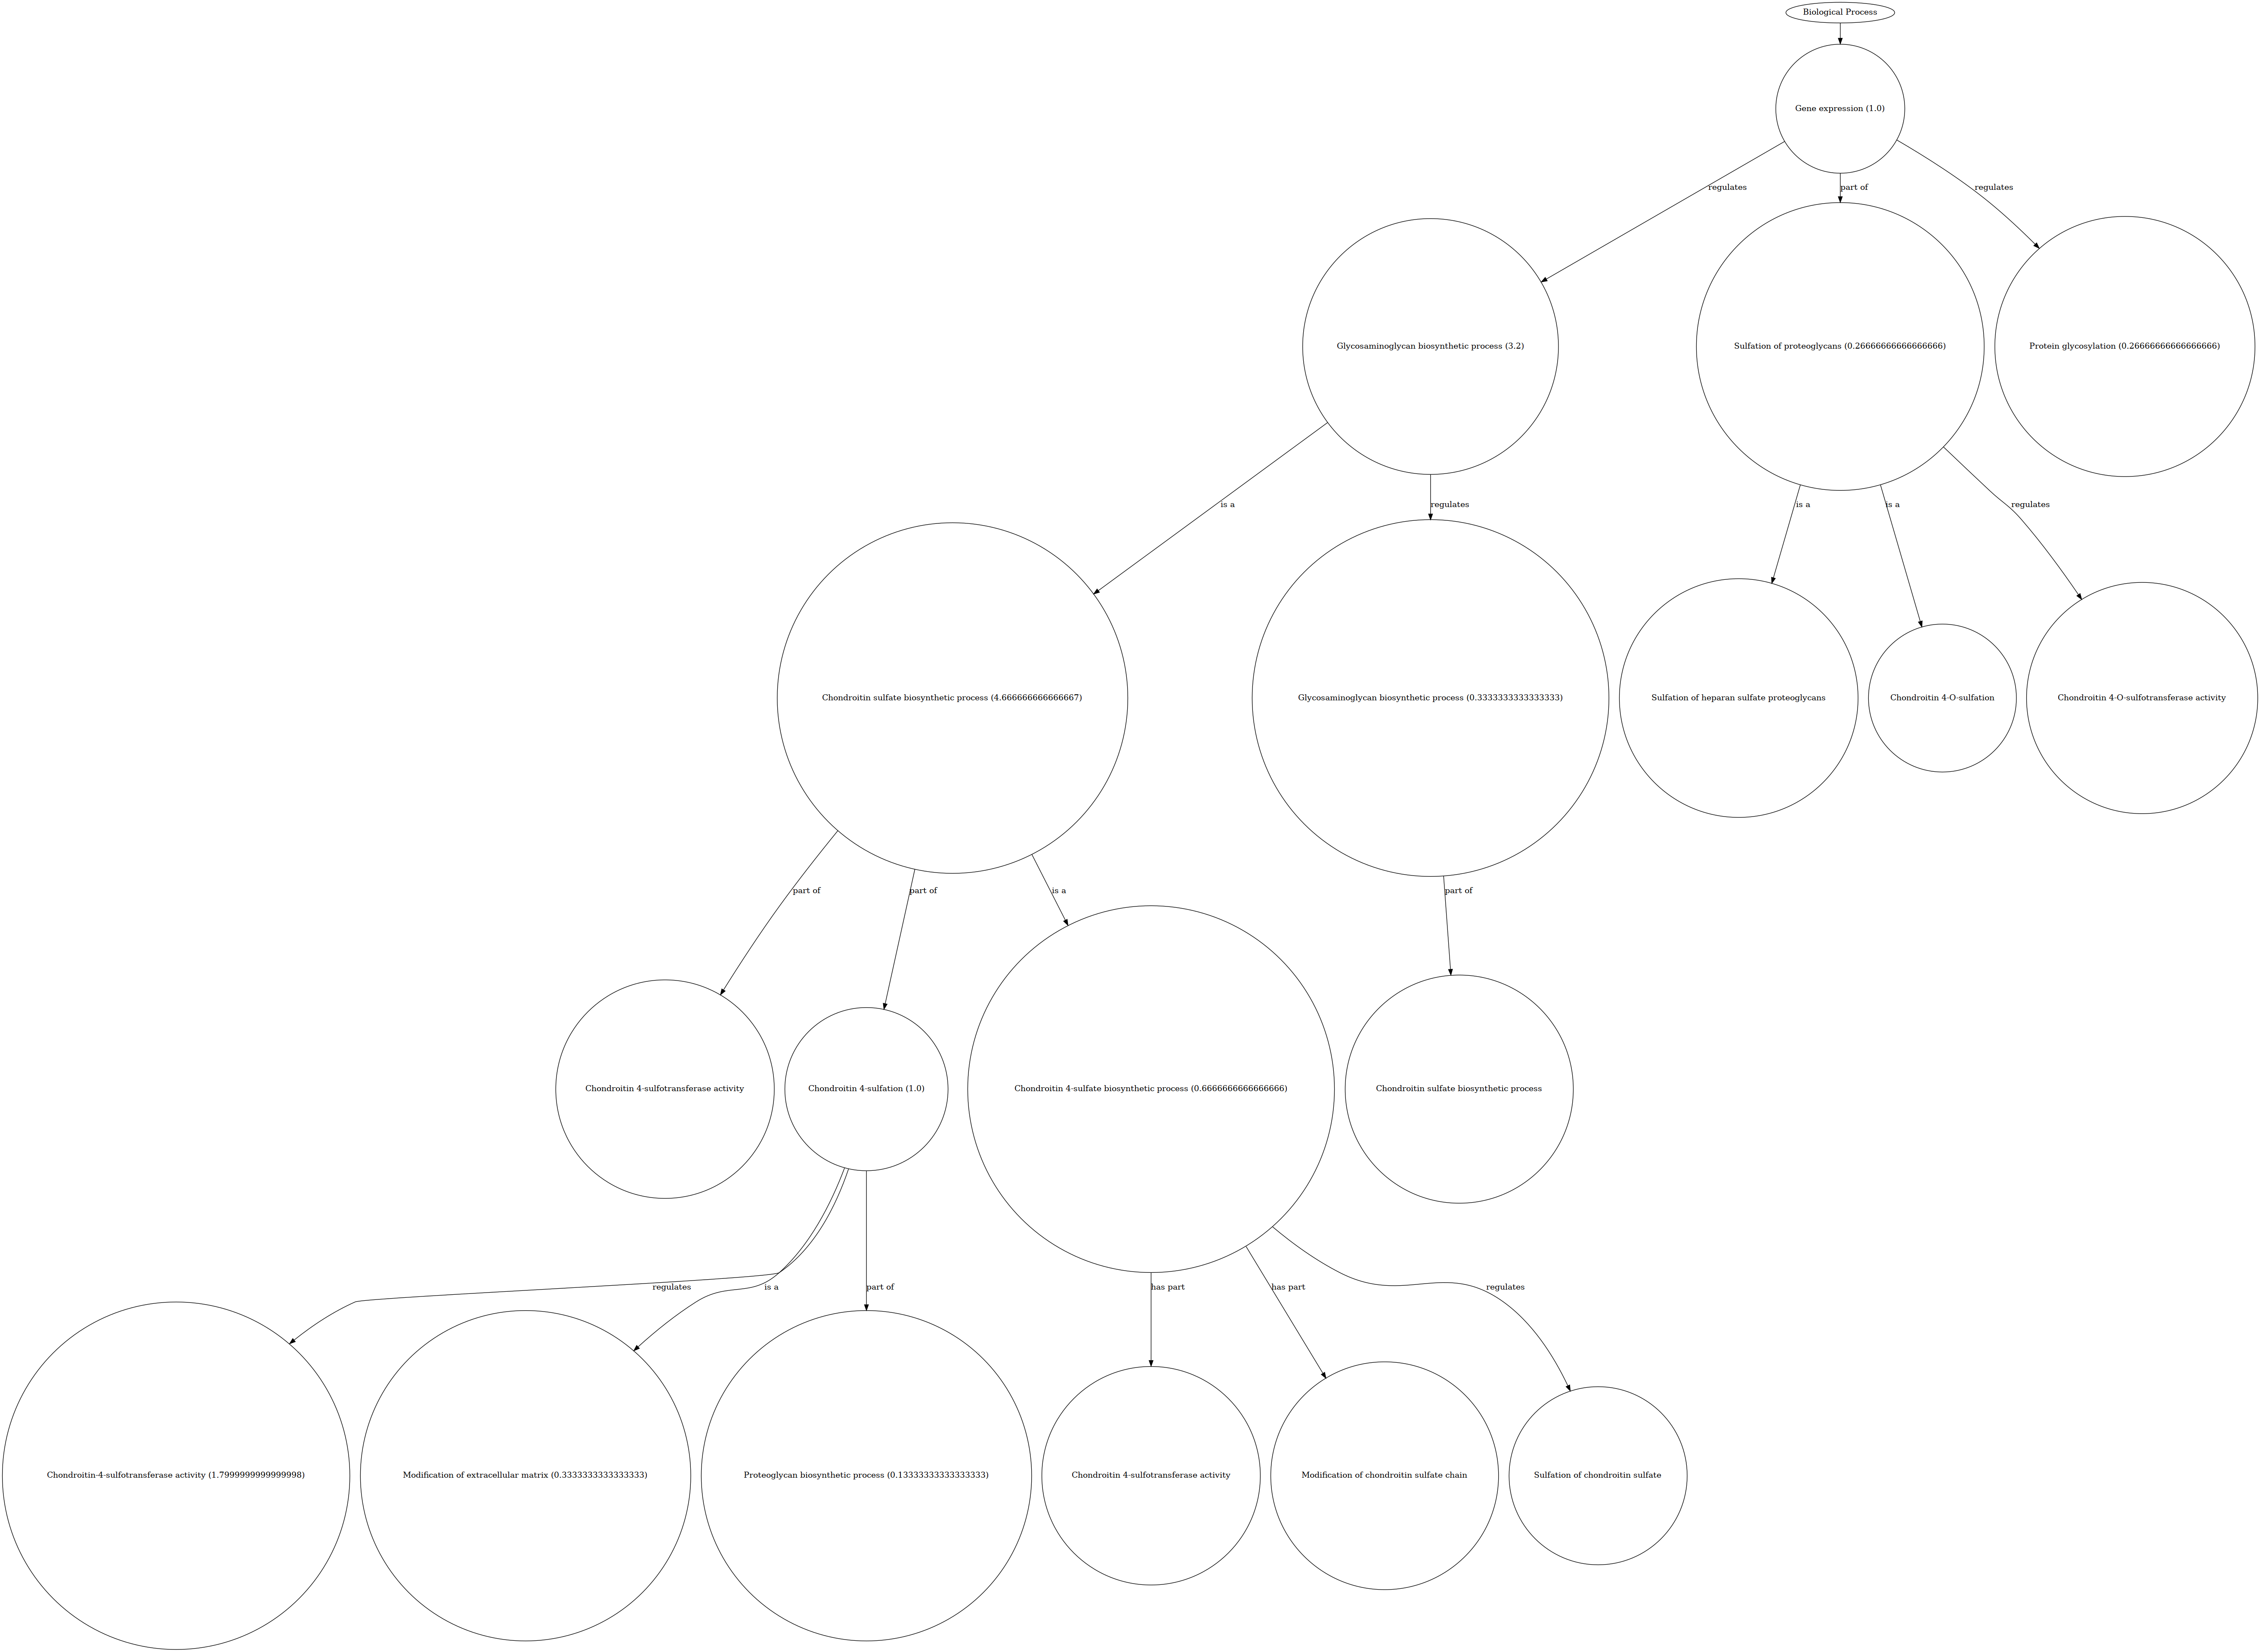 Biological Process
Gene expression (1.0)
regulates
part of
regulates
Glycosaminoglycan biosynthetic process (3.2)
Sulfation of proteoglycans (0.26666666666666666)
Protein glycosylation (0.26666666666666666)
is a
regulates
is a
is a
regulates
Chondroitin sulfate biosynthetic process (4.666666666666667)
Glycosaminoglycan biosynthetic process (0.3333333333333333)
Sulfation of heparan sulfate proteoglycans
Chondroitin 4-O-sulfation
Chondroitin 4-O-sulfotransferase activity
part of
part of
is a
part of
Chondroitin 4-sulfotransferase activity
Chondroitin 4-sulfation (1.0)
Chondroitin 4-sulfate biosynthetic process (0.6666666666666666)
Chondroitin sulfate biosynthetic process
regulates
is a
part of
has part
has part
regulates
Chondroitin-4-sulfotransferase activity (1.7999999999999998)
Modification of extracellular matrix (0.3333333333333333)
Proteoglycan biosynthetic process (0.13333333333333333)
Chondroitin 4-sulfotransferase activity
Modification of chondroitin sulfate chain
Sulfation of chondroitin sulfate